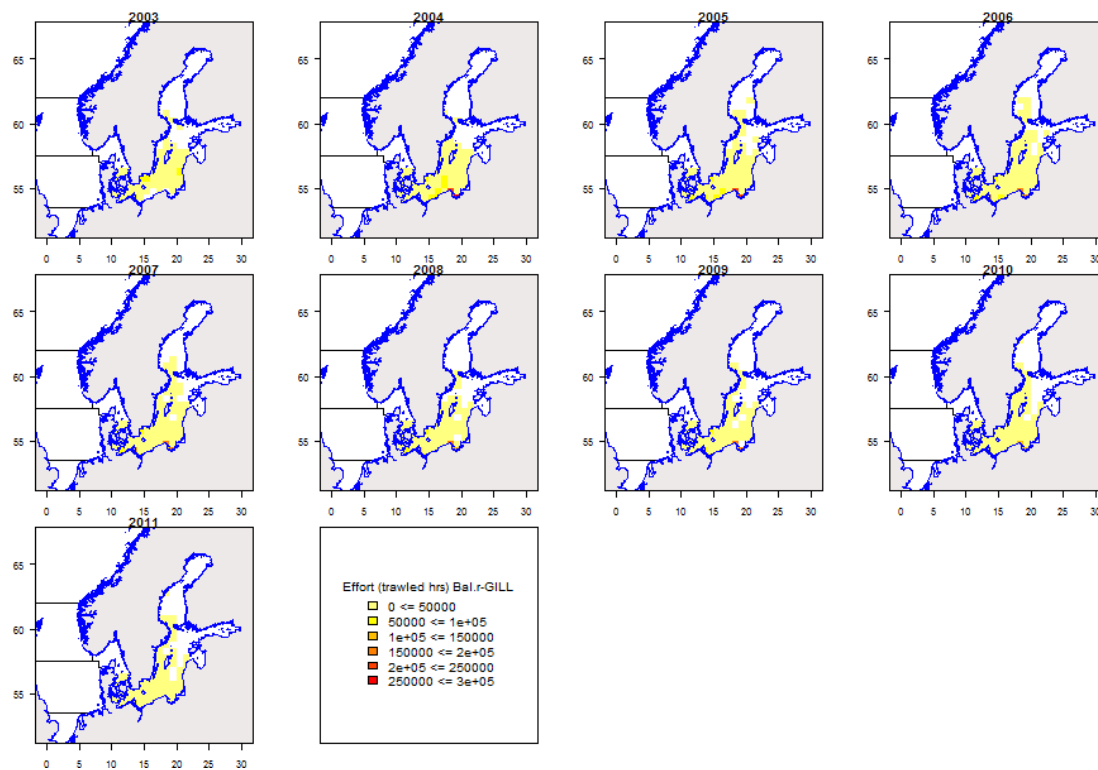 2003 2004 2005 2006
65 65 65 65
60 60 60 60
55 55 55 55
0 5 10 15 20 25 30 0 5 10 15 20 25 30 0 5 10 15 20 25 30 0 5 10 15 20 25 30
2007 2008 2009 2010
65 65 65 65
60 60 60 60
55 55 55 55
0 5 10 15 20 25 30 0 5 10 15 20 25 30 0 5 10 15 20 25 30 0 5 10 15 20 25 30
2011
65
60
55
0 5 10 15 20 25 30
Effort (trawled hrs) Bal.r-GILL
0 <= 50000
50000 <= 1e+05
1e+05 <= 150000
150000 <= 2e+05
2e+05 <= 250000
250000 <= 3e+05